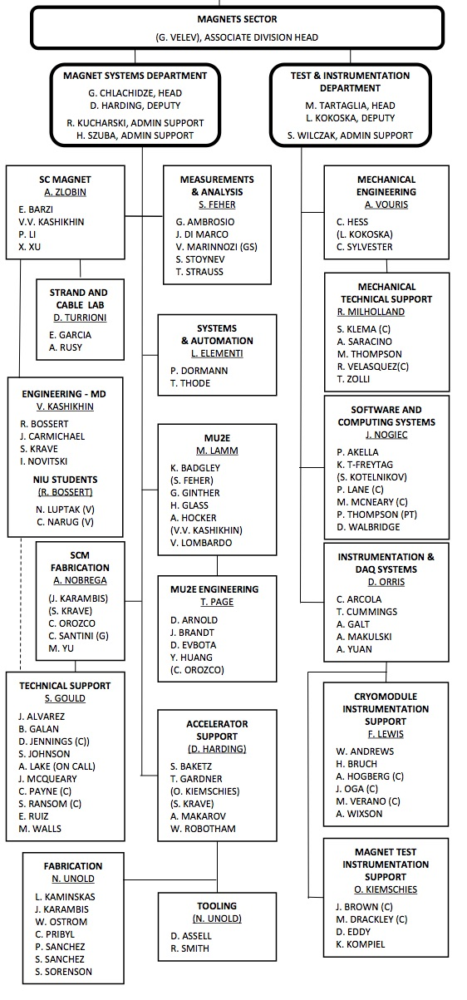 MAGNETS SECTOR
(G. VELEV), ASSOCIATE DIVISION HEAD
MAGNET SYSTEMS DEPARTMENT
G. CHLACHIDZE, HEAD
D. HARDING, DEPUTY
R. KUCHARSKI, ADMIN SUPPORT
H. SZUBA, ADMIN SUPPORT
TEST & INSTRUMENTATION
DEPARTMENT
M. TARTAGLIA, HEAD
L. KOKOSKA, DEPUTY
S. WILCZAK, ADMIN SUPPORT
SC MAGNET
A. ZLOBIN
E. BARZI
V.V. KASHIKHIN
P. LI
X. XU
STRAND AND
CABLE LAB
D. TURRIONI
E. GARCIA
A. RUSY
ENGINEERING - MD
V. KASHIKHIN
R. BOSSERT
J. CARMICHAEL
S. KRAVE
I. NOVITSKI
NIU STUDENTS
(R. BOSSERT)
N. LUPTAK (V)
C. NARUG (V)
SCM
FABRICATION
A. NOBREGA
(J. KARAMBIS)
(S. KRAVE)
C. OROZCO
C. SANTINI (G)
M. YU
TECHNICAL SUPPORT
S. GOULD
J. ALVAREZ
B. GALAN
D. JENNINGS (C))
S. JOHNSON
A. LAKE (ON CALL)
J. MCQUEARY
C. PAYNE (C)
S. RANSOM (C)
E. RUIZ
M. WALLS
FABRICATION
N. UNOLD
L. KAMINSKAS
J. KARAMBIS
W. OSTROM
C. PRIBYL
P. SANCHEZ
S. SANCHEZ
S. SORENSON
MEASUREMENTS
& ANALYSIS
S. FEHER
G. AMBROSIO
J. DI MARCO
V. MARINNOZI (GS)
S. STOYNEV
T. STRAUSS
SYSTEMS
& AUTOMATION
L. ELEMENTI
P. DORMANN
T. THODE
MU2E
M. LAMM
K. BADGLEY
(S. FEHER)
G. GINTHER
H. GLASS
A. HOCKER
(V.V. KASHIKHIN)
V. LOMBARDO
MU2E ENGINEERING
T. PAGE
D. ARNOLD
J. BRANDT
D. EVBOTA
Y. HUANG
(C. OROZCO)
ACCELERATOR
SUPPORT
(D. HARDING)
S. BAKETZ
T. GARDNER
(O. KIEMSCHIES)
(S. KRAVE)
A. MAKAROV
W. ROBOTHAM
TOOLING
(N. UNOLD)
D. ASSELL
R. SMITH
MECHANICAL
ENGINEERING
A. VOURIS
C. HESS
(L. KOKOSKA)
C. SYLVESTER
MECHANICAL
TECHNICAL SUPPORT
R. MILHOLLAND
S. KLEMA (C)
A. SARACINO
M. THOMPSON
R. VELASQUEZ(C)
T. ZOLLI
SOFTWARE AND
COMPUTING SYSTEMS
J. NOGIEC
P. AKELLA
K. T-FREYTAG
(S. KOTELNIKOV)
P. LANE (C)
M. MCNEARY (C)
P. THOMPSON (PT)
D. WALBRIDGE
INSTRUMENTATION &
DAQ SYSTEMS
D. ORRIS
C. ARCOLA
T. CUMMINGS
A. GALT
A. MAKULSKI
A. YUAN
CRYOMODULE
INSTRUMENTATION
SUPPORT
F. LEWIS
W. ANDREWS
H. BRUCH
A. HOGBERG (C)
J. OGA (C)
M. VERANO (C)
A. WIXSON
MAGNET TEST
INSTRUMENTATION
SUPPORT
O. KIEMSCHIES
J. BROWN (C)
M. DRACKLEY (C)
D. EDDY
K. KOMPIEL